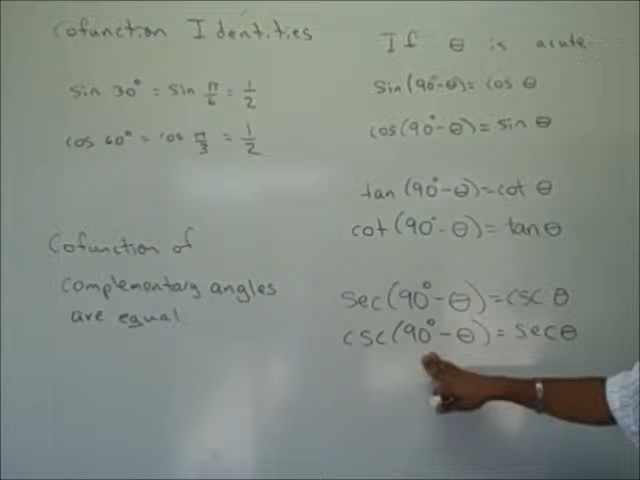 Cofunction Identities
sin 30° = sin π/6 = 1/2
cos 60° = cos π/3 = 1/2
Cofunction of
complementary angles
are equal
If θ is acute
sin(90°-θ)=cos θ
cos(90°-θ)=sin θ
tan(90°-θ)=cot θ
cot(90°-θ)=tanθ
sec(90°-θ)=csc θ
csc(90°-θ)=secθ